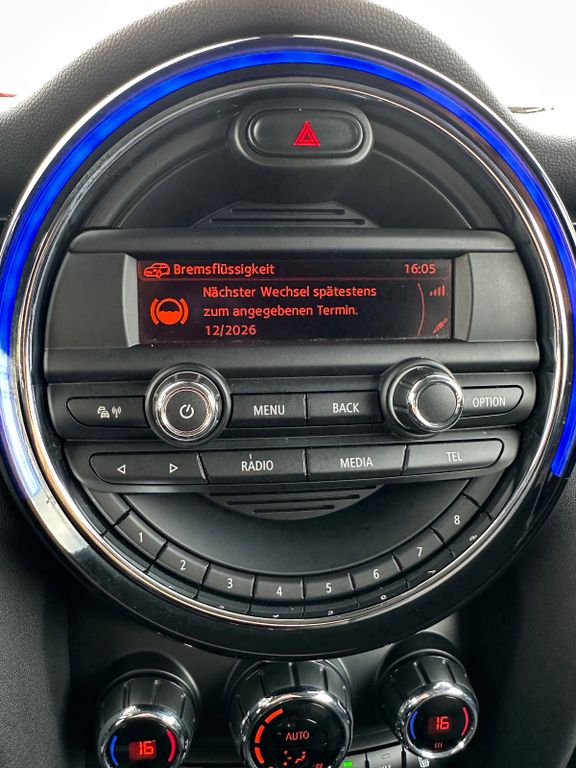 Bremsflüssigkeit 16:05
Nächster Wechsel spätestens
zum angegebenen Termin.
12/2026
MENU BACK OPTION
RADIO MEDIA TEL
1 2 3 4 5 6 7 8
16 AUTO 16